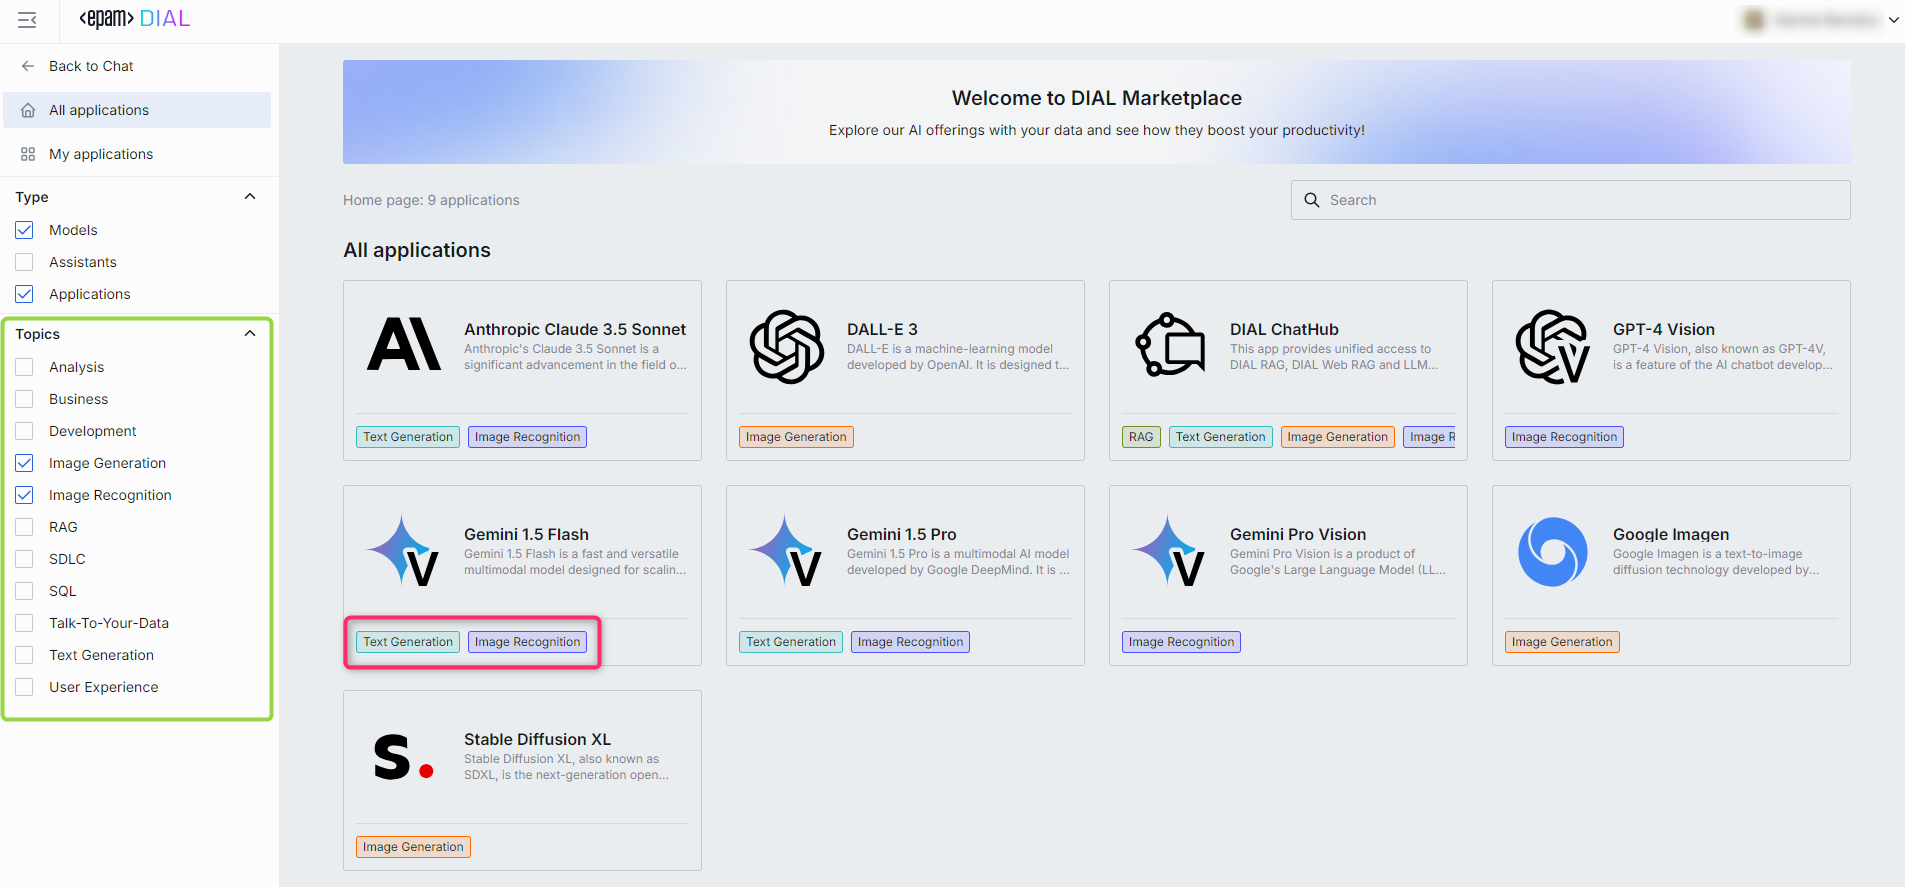 <epam> DIAL
Back to Chat
All applications
My applications
Type
Models
Assistants
Applications
Topics
Analysis
Business
Development
Image Generation
Image Recognition
RAG
SDLC
SQL
Talk-To-Your-Data
Text Generation
User Experience
Welcome to DIAL Marketplace
Explore our AI offerings with your data and see how they boost your productivity!
Home page: 9 applications
Search
All applications
Anthropic Claude 3.5 Sonnet
Anthropic's Claude 3.5 Sonnet is a
significant advancement in the field o...
Text Generation Image Recognition
DALL-E 3
DALL-E is a machine-learning model
developed by OpenAI. It is designed t...
Image Generation
DIAL ChatHub
This app provides unified access to
DIAL RAG, DIAL Web RAG and LLM...
RAG Text Generation Image Generation Image R
V
GPT-4 Vision
GPT-4 Vision, also known as GPT-4V,
is a feature of the AI chatbot develop...
Image Recognition
V
Gemini 1.5 Flash
Gemini 1.5 Flash is a fast and versatile
multimodal model designed for scalin...
Text Generation Image Recognition
V
Gemini 1.5 Pro
Gemini 1.5 Pro is a multimodal AI model
developed by Google DeepMind. It is ...
Text Generation Image Recognition
V
Gemini Pro Vision
Gemini Pro Vision is a product of
Google's Large Language Model (LL...
Image Recognition
Google Imagen
Google Imagen is a text-to-image
diffusion technology developed by...
Image Generation
S.
Stable Diffusion XL
Stable Diffusion XL, also known as
SDXL, is the next-generation open...
Image Generation